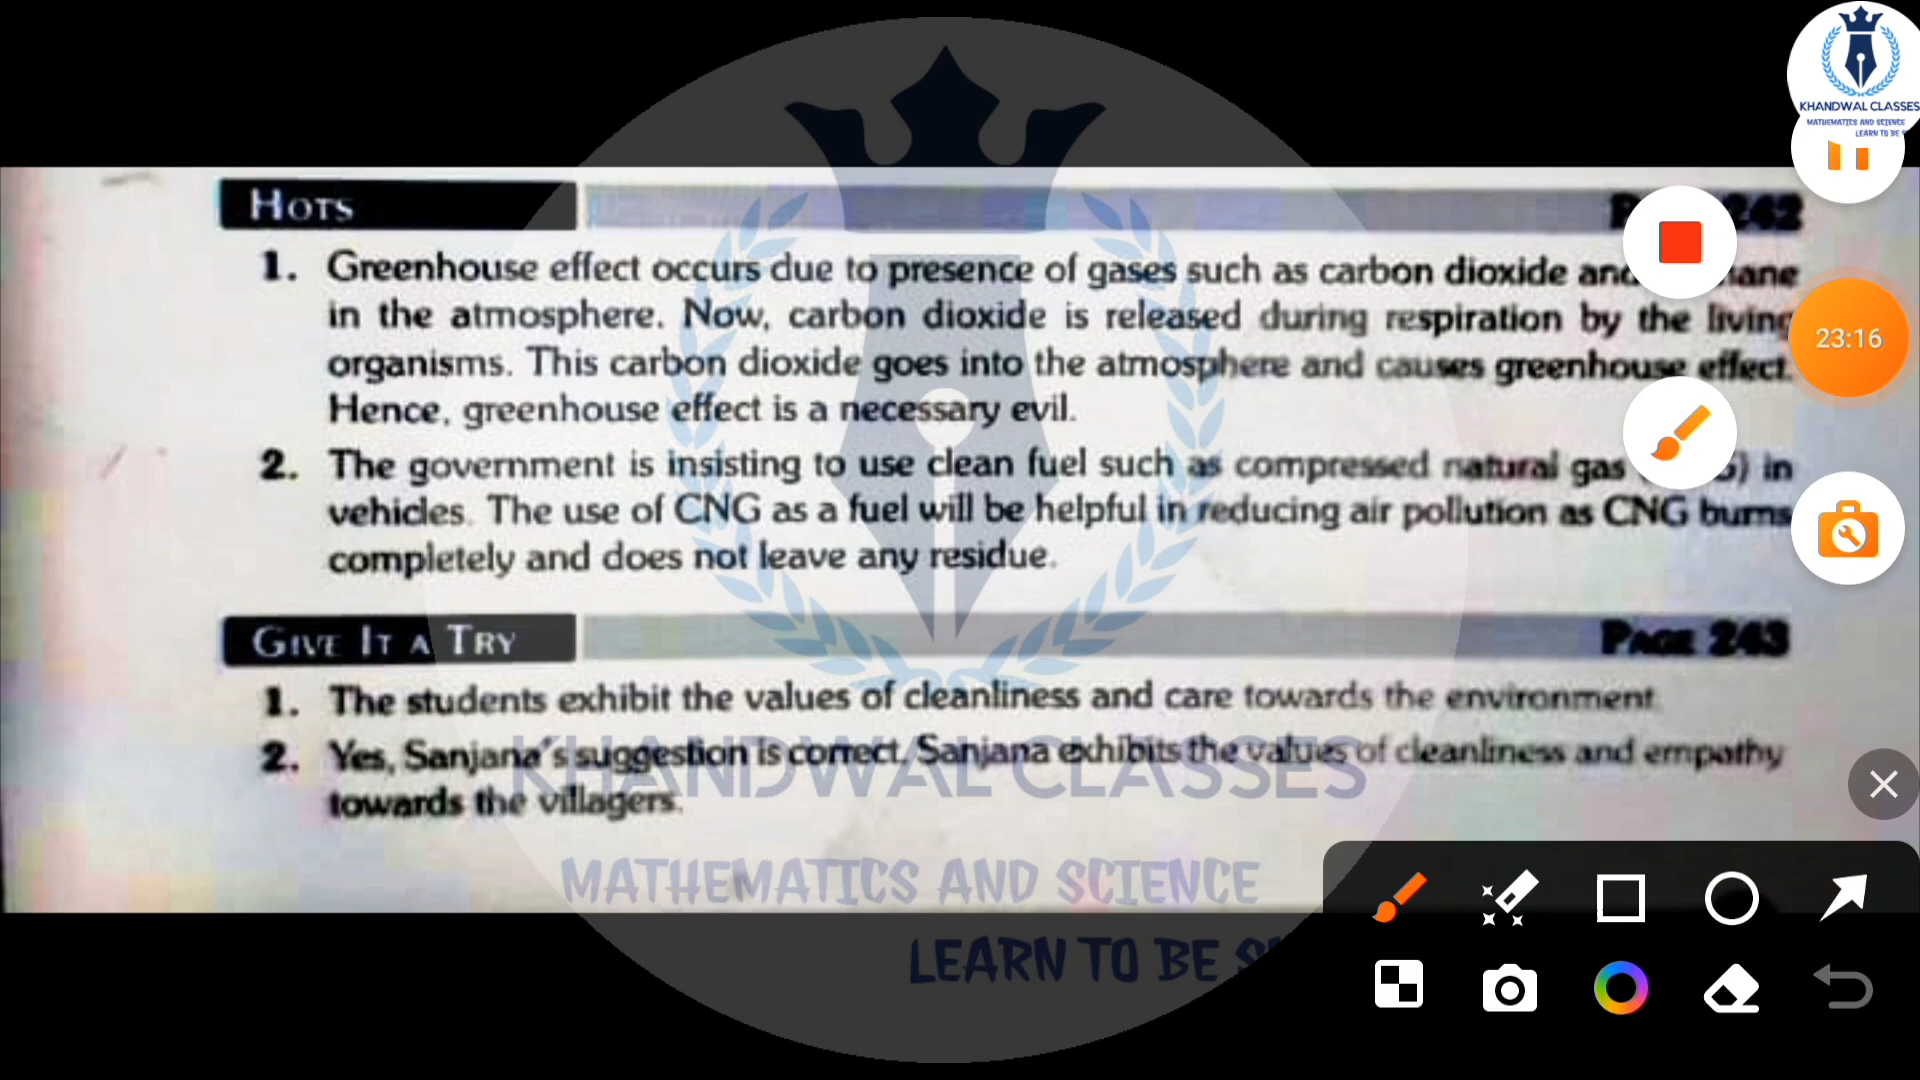 KHANDWAL CLASSES
MATHEMATICS AND SCIENCE
LEARN TO BE
HOTS 242
1. Greenhouse effect occurs due to presence of gases such as carbon dioxide and
in the atmosphere. Now, carbon dioxide is released during respiration by the living
organisms. This carbon dioxide goes into the atmosphere and causes greenhouse effect.
Hence, greenhouse effect is a necessary evil.
2. The government is insisting to use clean fuel such as compressed natural gas in
vehicles. The use of CNG as a fuel will be helpful in reducing air pollution as CNG burns
completely and does not leave any residue.
23:16
GIVE IT A TRY PAGE 243
1. The students exhibit the values of cleanliness and care towards the environment.
2. Yes, Sanjana's suggestion is correct. Sanjana exhibits the values of cleanliness and empathy
towards the villagers.
KHANDWAL CLASSES
MATHEMATICS AND SCIENCE
LEARN TO BE